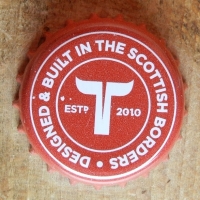 • DESIGNED & BUILT IN THE SCOTTISH BORDERS
ESTD 2010